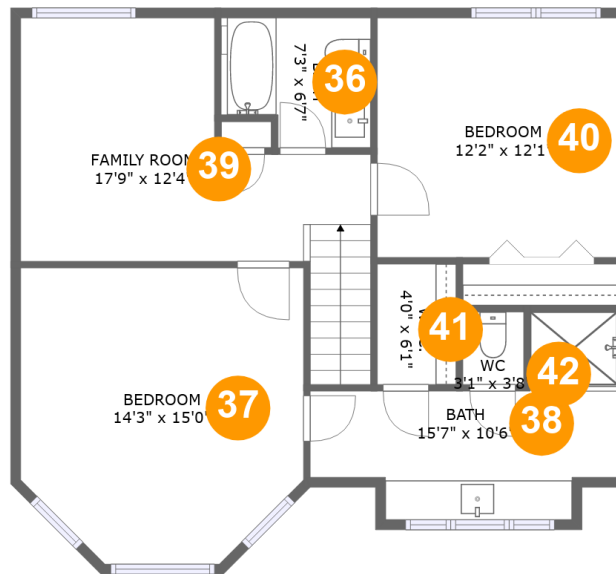 36
7'3" x 6'7"
BEDROOM
12'2" x 12'1
40
FAMILY ROOM
17'9" x 12'4
39
4'0" x 6'1"
41
WC
3'1" x 3'8
42
BEDROOM
14'3" x 15'0
37
BATH
15'7" x 10'6
38